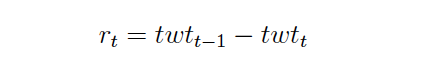 r_t = twt_{t-1} - twt_t